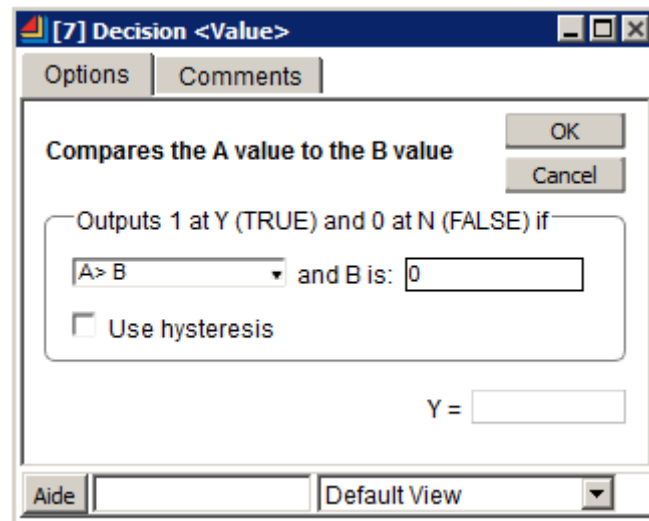 [7] Decision <Value>
Options Comments
OK
Compares the A value to the B value
Cancel
Outputs 1 at Y (TRUE) and 0 at N (FALSE) if
A> B and B is: 0
Use hysteresis
Y =
Aide Default View